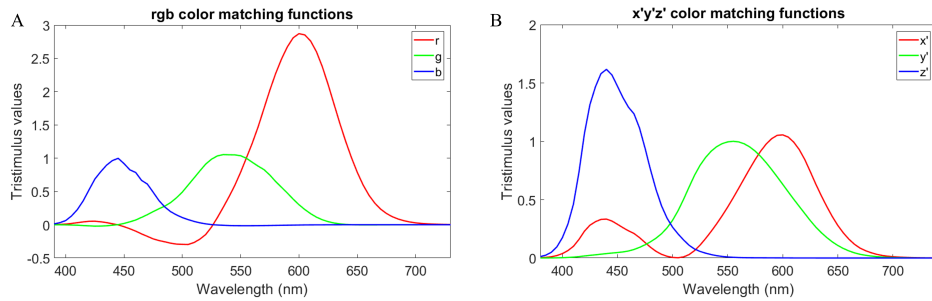 A
rgb color matching functions
r
g
b
Tristimulus values
3
2.5
2
1.5
1
0.5
0
-0.5
400 450 500 550 600 650 700
Wavelength (nm)
B
x'y'z' color matching functions
x'
y'
z'
Tristimulus values
2
1.5
1
0.5
0
400 450 500 550 600 650 700
Wavelength (nm)